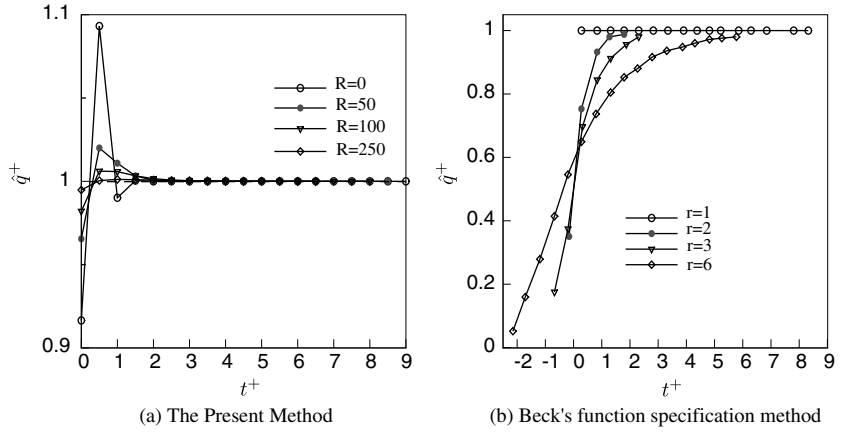 1.1
1
0.9
q̂⁺
R=0
R=50
R=100
R=250
0 1 2 3 4 5 6 7 8 9
t⁺
(a) The Present Method
1
0.8
0.6
0.4
0.2
0
q̂⁺
r=1
r=2
r=3
r=6
-2 -1 0 1 2 3 4 5 6 7 8 9
t⁺
(b) Beck's function specification method